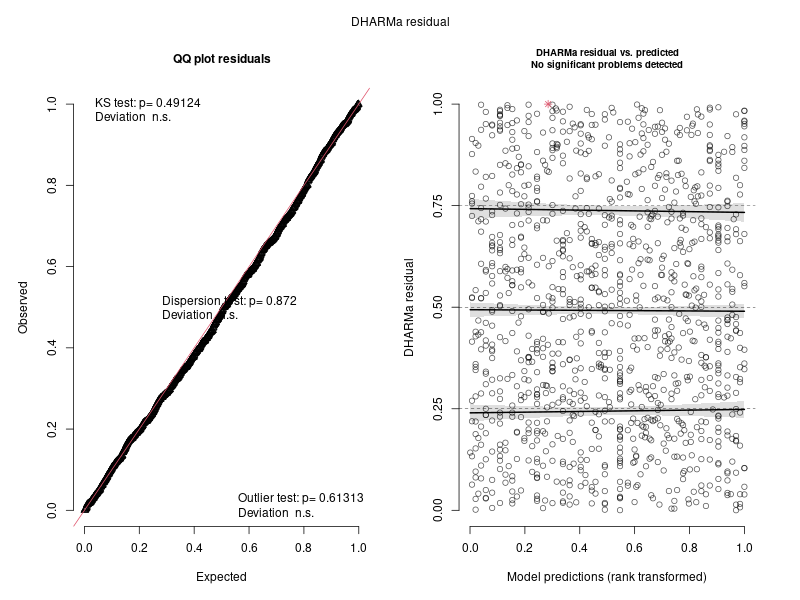 DHARMa residual
QQ plot residuals
KS test: p= 0.49124
Deviation n.s.
Dispersion test: p= 0.872
Deviation n.s.
Outlier test: p= 0.61313
Deviation n.s.
Observed
0.0 0.2 0.4 0.6 0.8 1.0
0.0 0.2 0.4 0.6 0.8 1.0
Expected
DHARMa residual vs. predicted
No significant problems detected
DHARMa residual
0.00 0.25 0.50 0.75 1.00
0.0 0.2 0.4 0.6 0.8 1.0
Model predictions (rank transformed)